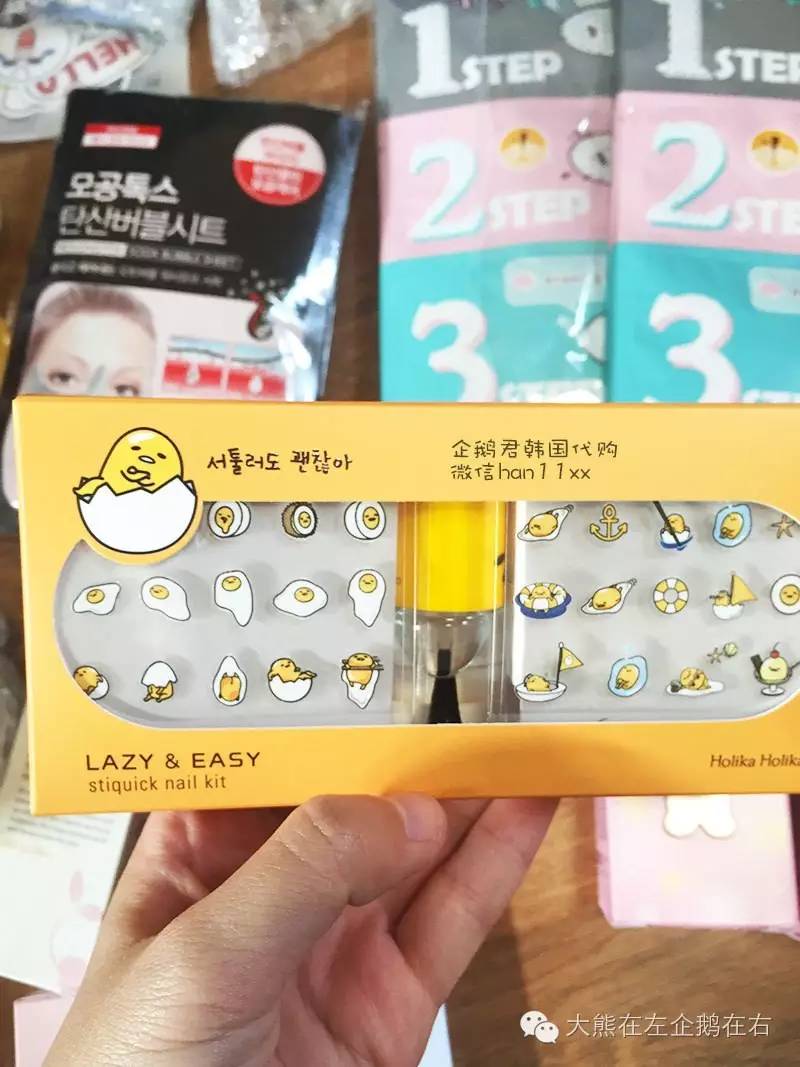 HELLO
1 STEP
1 STEP
2 STEP
2 STEP
3
3
모공톡스
탄산버블시트
서툴러도 괜찮아
企鹅君韩国代购
微信han11xx
LAZY & EASY
stiquick nail kit
Holika Holika
大熊在左企鹅在右